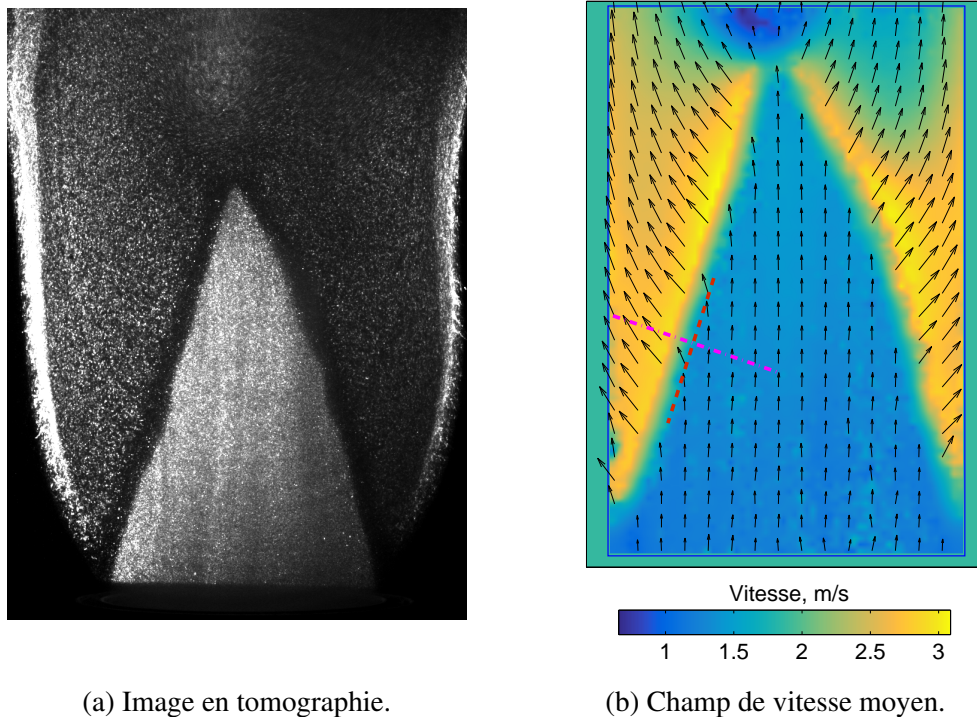 Vitesse, m/s
1 1.5 2 2.5 3
(a) Image en tomographie.
(b) Champ de vitesse moyen.